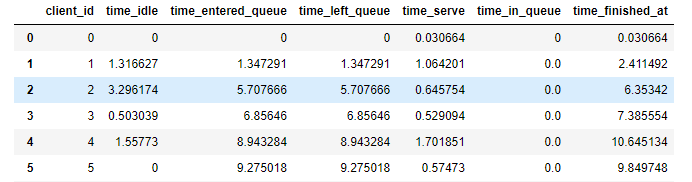 client_id time_idle time_entered_queue time_left_queue time_serve time_in_queue time_finished_at
0 0 0 0 0 0.030664 0 0.030664
1 1 1.316627 1.347291 1.347291 1.064201 0.0 2.411492
2 2 3.296174 5.707666 5.707666 0.645754 0.0 6.35342
3 3 0.503039 6.85646 6.85646 0.529094 0.0 7.385554
4 4 1.55773 8.943284 8.943284 1.701851 0.0 10.645134
5 5 0 9.275018 9.275018 0.57473 0.0 9.849748